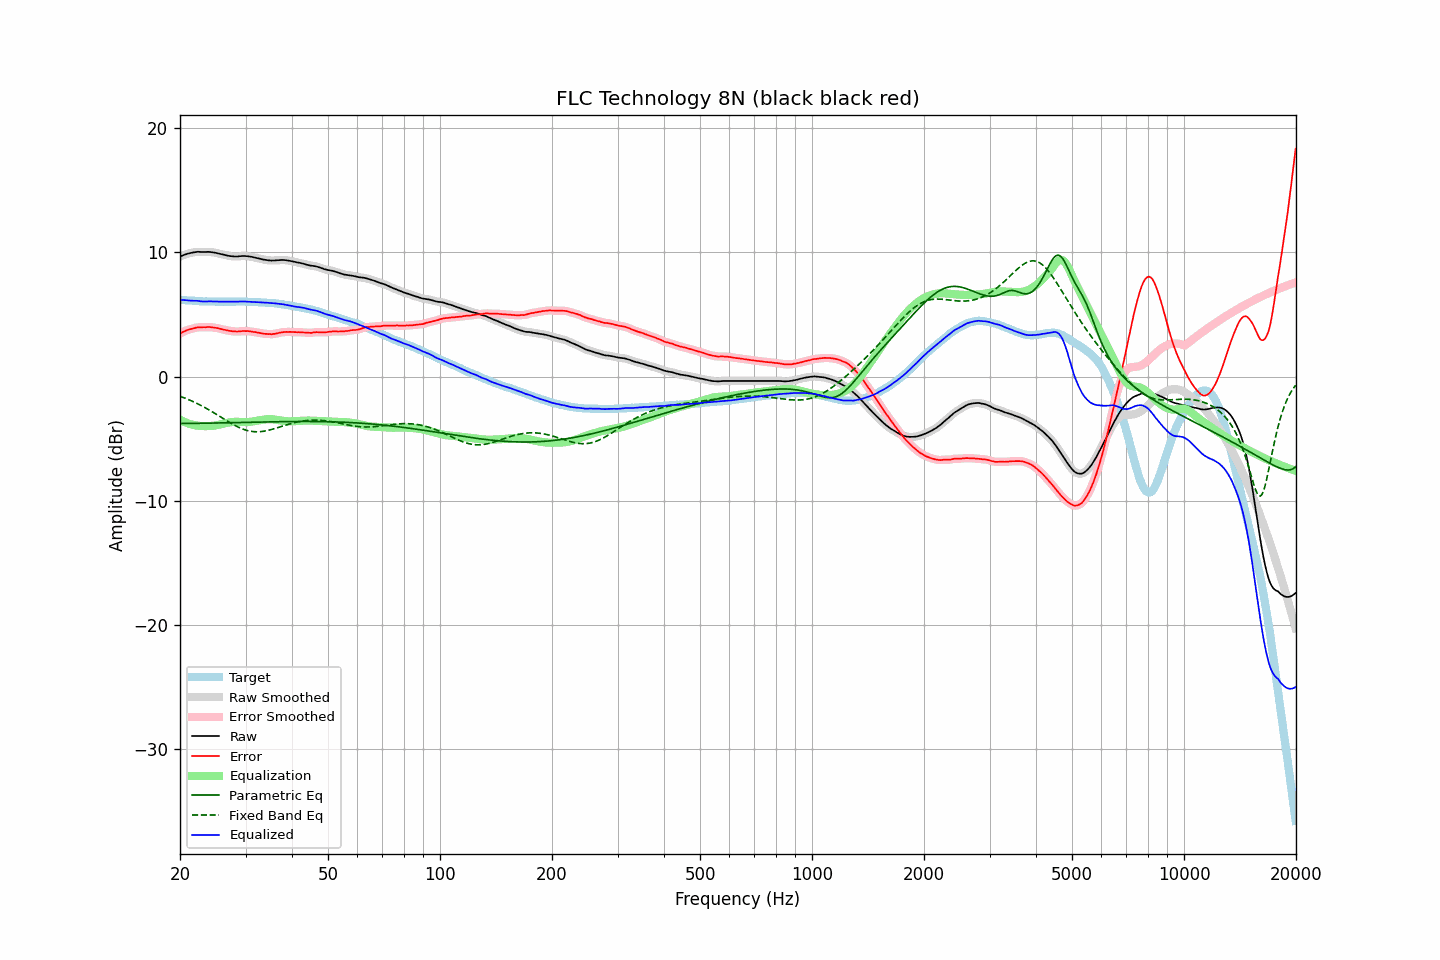 FLC Technology 8N (black black red)
20
10
0
−10
−20
−30
Amplitude (dBr)
Target
Raw Smoothed
Error Smoothed
Raw
Error
Equalization
Parametric Eq
Fixed Band Eq
Equalized
20 50 100 200 500 1000 2000 5000 10000 20000
Frequency (Hz)